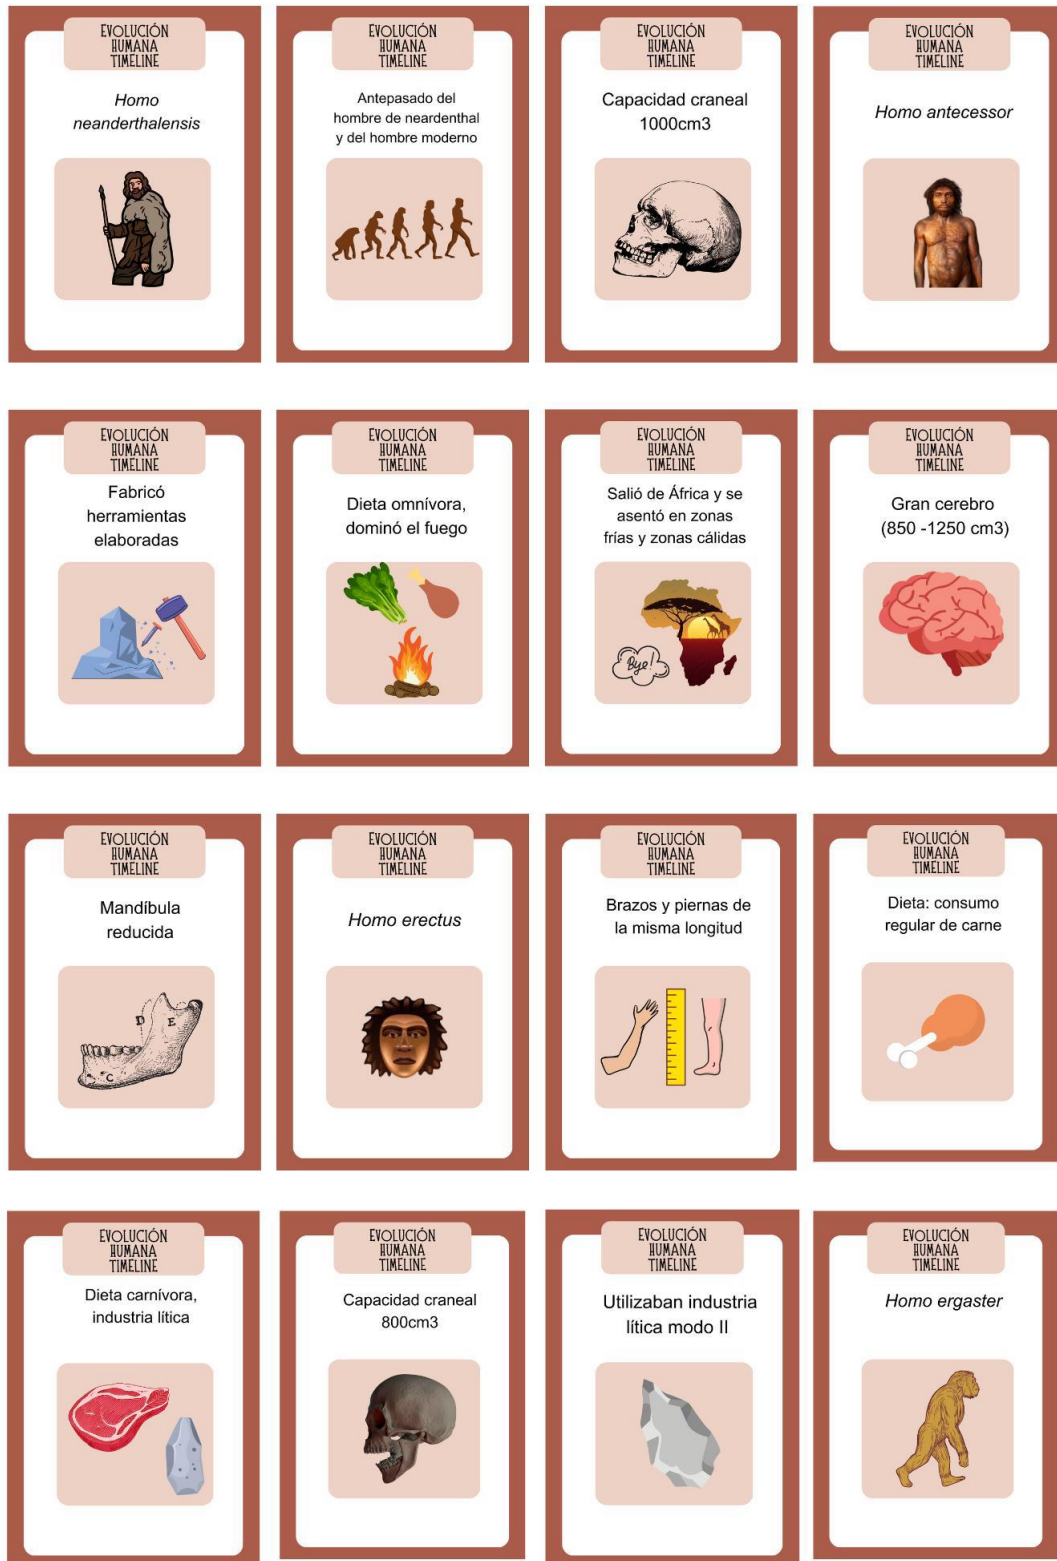 EVOLUCIÓN
HUMANA
TIMELINE
Homo
neanderthalensis
EVOLUCIÓN
HUMANA
TIMELINE
Antepasado del
hombre de neardenthal
y del hombre moderno
EVOLUCIÓN
HUMANA
TIMELINE
Capacidad craneal
1000cm3
EVOLUCIÓN
HUMANA
TIMELINE
Homo antecessor
EVOLUCIÓN
HUMANA
TIMELINE
Fabricó
herramientas
elaboradas
EVOLUCIÓN
HUMANA
TIMELINE
Dieta omnívora,
dominó el fuego
EVOLUCIÓN
HUMANA
TIMELINE
Salió de África y se
asentó en zonas
frías y zonas cálidas
Bye!
EVOLUCIÓN
HUMANA
TIMELINE
Gran cerebro
(850 -1250 cm3)
EVOLUCIÓN
HUMANA
TIMELINE
Mandíbula
reducida
D
E
C
EVOLUCIÓN
HUMANA
TIMELINE
Homo erectus
EVOLUCIÓN
HUMANA
TIMELINE
Brazos y piernas de
la misma longitud
EVOLUCIÓN
HUMANA
TIMELINE
Dieta: consumo
regular de carne
EVOLUCIÓN
HUMANA
TIMELINE
Dieta carnívora,
industria lítica
EVOLUCIÓN
HUMANA
TIMELINE
Capacidad craneal
800cm3
EVOLUCIÓN
HUMANA
TIMELINE
Utilizaban industria
lítica modo II
EVOLUCIÓN
HUMANA
TIMELINE
Homo ergaster